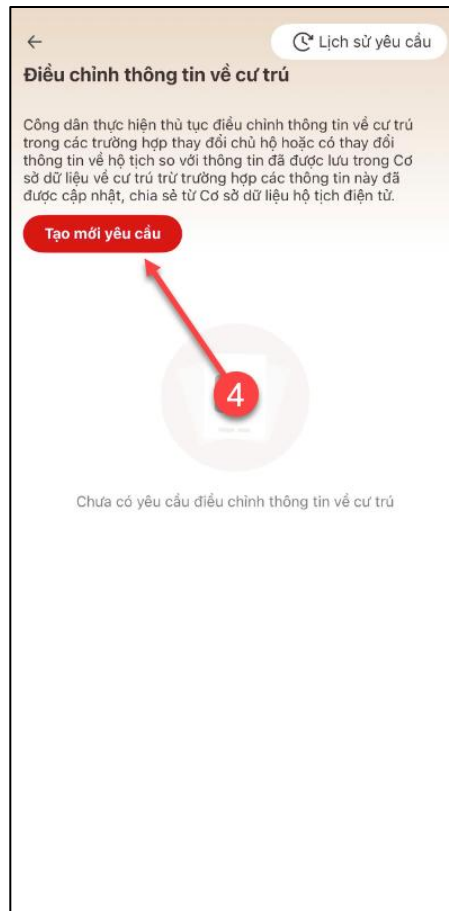 Lịch sử yêu cầu
Điều chỉnh thông tin về cư trú
Công dân thực hiện thủ tục điều chỉnh thông tin về cư trú
trong các trường hợp thay đổi chủ hộ hoặc có thay đổi
thông tin về hộ tịch so với thông tin đã được lưu trong Cơ
sở dữ liệu về cư trú trừ trường hợp các thông tin này đã
được cập nhật, chia sẻ từ Cơ sở dữ liệu hộ tịch điện tử.
Tạo mới yêu cầu
4
Chưa có yêu cầu điều chỉnh thông tin về cư trú